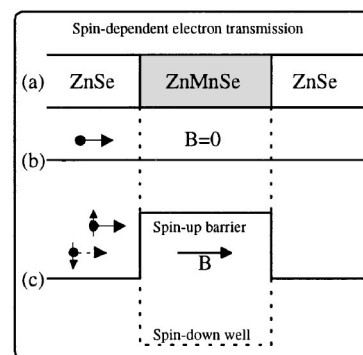 Spin-dependent electron transmission
(a) ZnSe ZnMnSe ZnSe
B=0
(b)
Spin-up barrier
B
(c)
Spin-down well